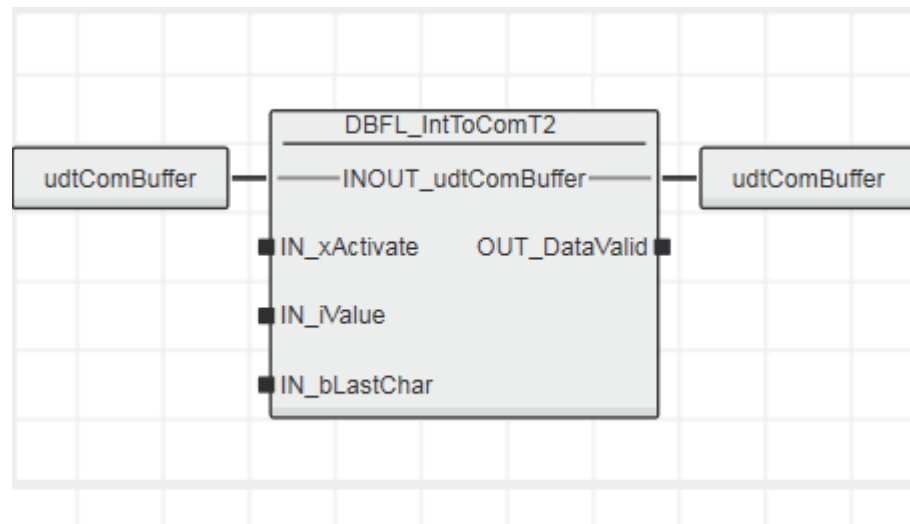 DBFL_IntToComT2
udtComBuffer INOUT_udtComBuffer udtComBuffer
IN_xActivate OUT_DataValid
IN_iValue
IN_bLastChar